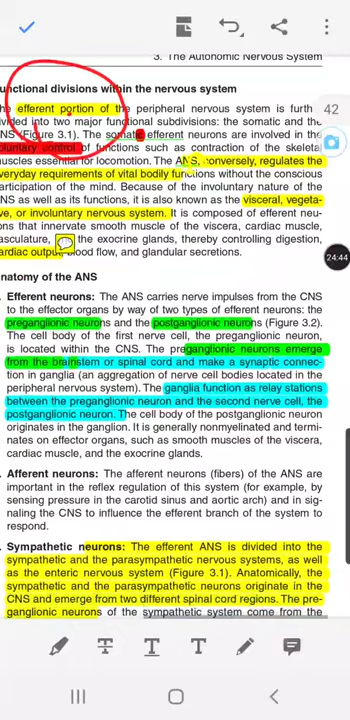 3. The Autonomic Nervous System
unctional divisions within the nervous system
he efferent portion of the peripheral nervous system is furth
ivided into two major functional subdivisions: the somatic and the
NS (Figure 3.1). The somatic efferent neurons are involved in the
oluntary control of functions such as contraction of the skeleta
uscles essential for locomotion. The ANS, conversely, regulates the
veryday requirements of vital bodily functions without the conscious
articipation of the mind. Because of the involuntary nature of the
NS as well as its functions, it is also known as the visceral, vegeta-
ve, or involuntary nervous system. It is composed of efferent neu-
ons that innervate smooth muscle of the viscera, cardiac muscle,
asculature, the exocrine glands, thereby controlling digestion,
ardiac output, blood flow, and glandular secretions.
42
24:44
natomy of the ANS
. Efferent neurons: The ANS carries nerve impulses from the CNS
to the effector organs by way of two types of efferent neurons: the
preganglionic neurons and the postganglionic neurons (Figure 3.2).
The cell body of the first nerve cell, the preganglionic neuron,
is located within the CNS. The preganglionic neurons emerge
from the brainstem or spinal cord and make a synaptic connec-
tion in ganglia (an aggregation of nerve cell bodies located in the
peripheral nervous system). The ganglia function as relay stations
between the preganglionic neuron and the second nerve cell, the
postganglionic neuron. The cell body of the postganglionic neuron
originates in the ganglion. It is generally nonmyelinated and termi-
nates on effector organs, such as smooth muscles of the viscera,
cardiac muscle, and the exocrine glands.
. Afferent neurons: The afferent neurons (fibers) of the ANS are
important in the reflex regulation of this system (for example, by
sensing pressure in the carotid sinus and aortic arch) and in sig-
naling the CNS to influence the efferent branch of the system to
respond.
. Sympathetic neurons: The efferent ANS is divided into the
sympathetic and the parasympathetic nervous systems, as well
as the enteric nervous system (Figure 3.1). Anatomically, the
sympathetic and the parasympathetic neurons originate in the
CNS and emerge from two different spinal cord regions. The pre-
ganglionic neurons of the sympathetic system come from the
T T T